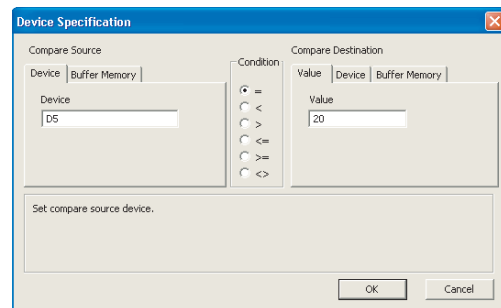 Device Specification
Compare Source
Device
Buffer Memory
Device
D5
Condition
=
<
>
<=
>=
<>
Compare Destination
Value
Device
Buffer Memory
Value
20
Set compare source device.
OK
Cancel